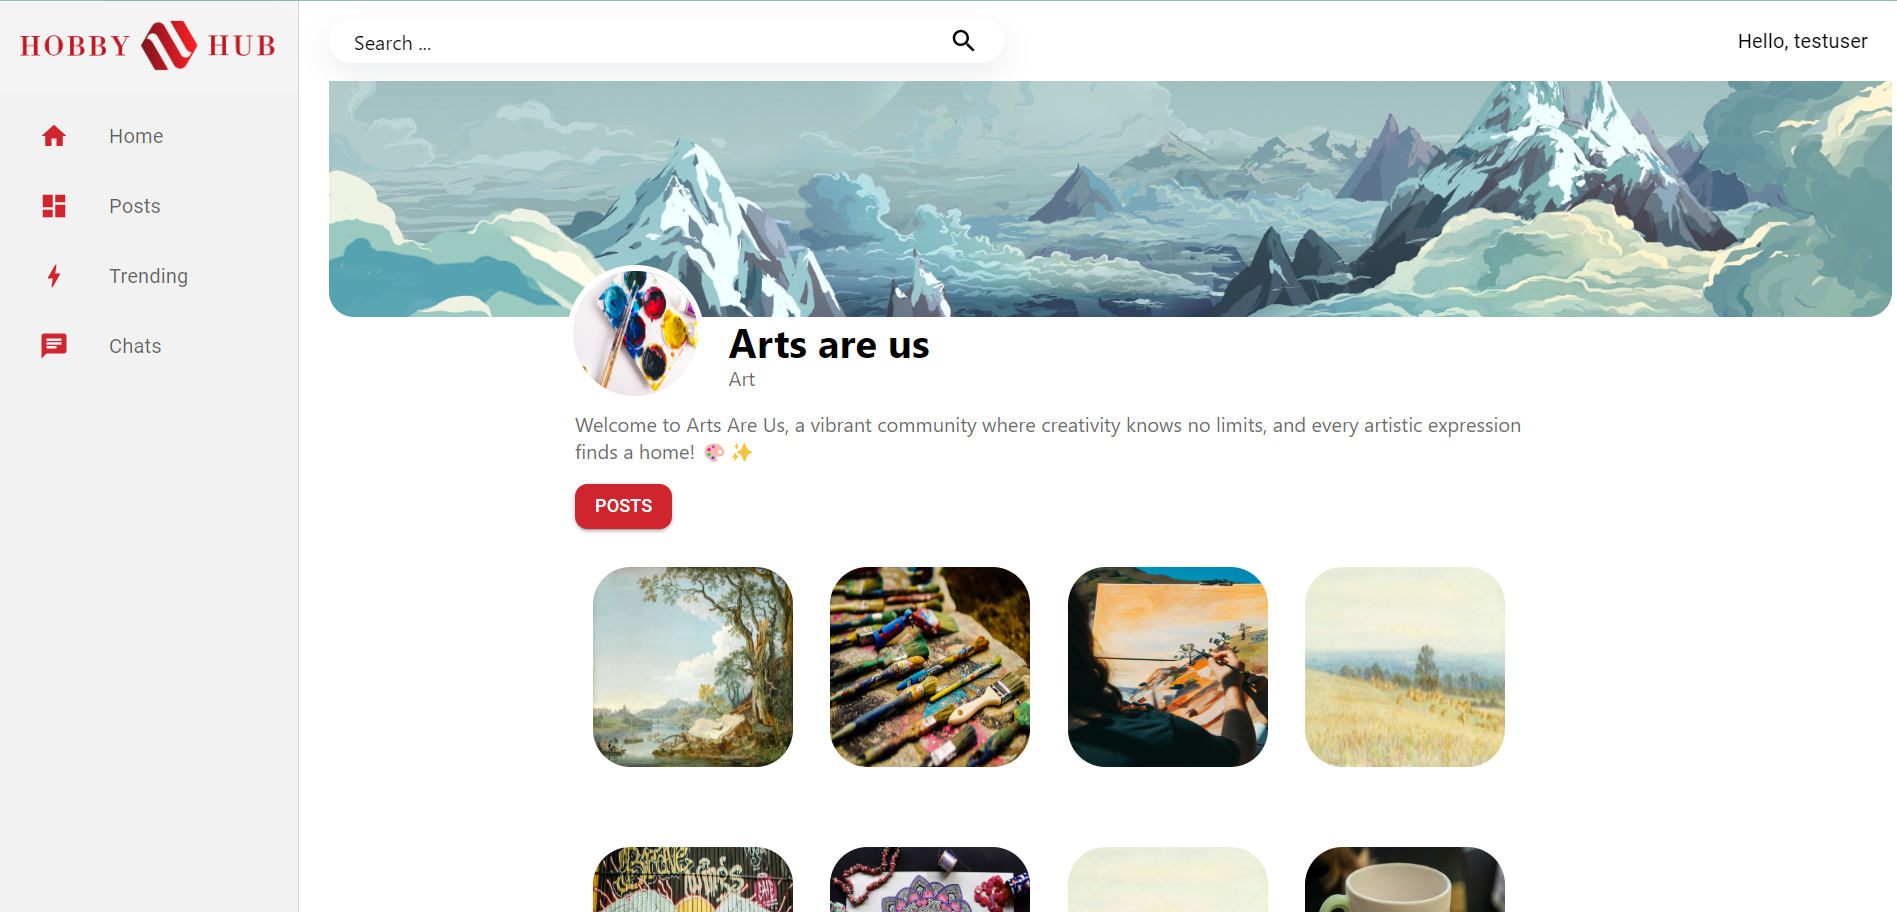 HOBBY HUB
Search ...
Hello, testuser
Home
Posts
Trending
Chats
Arts are us
Art
Welcome to Arts Are Us, a vibrant community where creativity knows no limits, and every artistic expression
finds a home! 🎨 ✨
POSTS